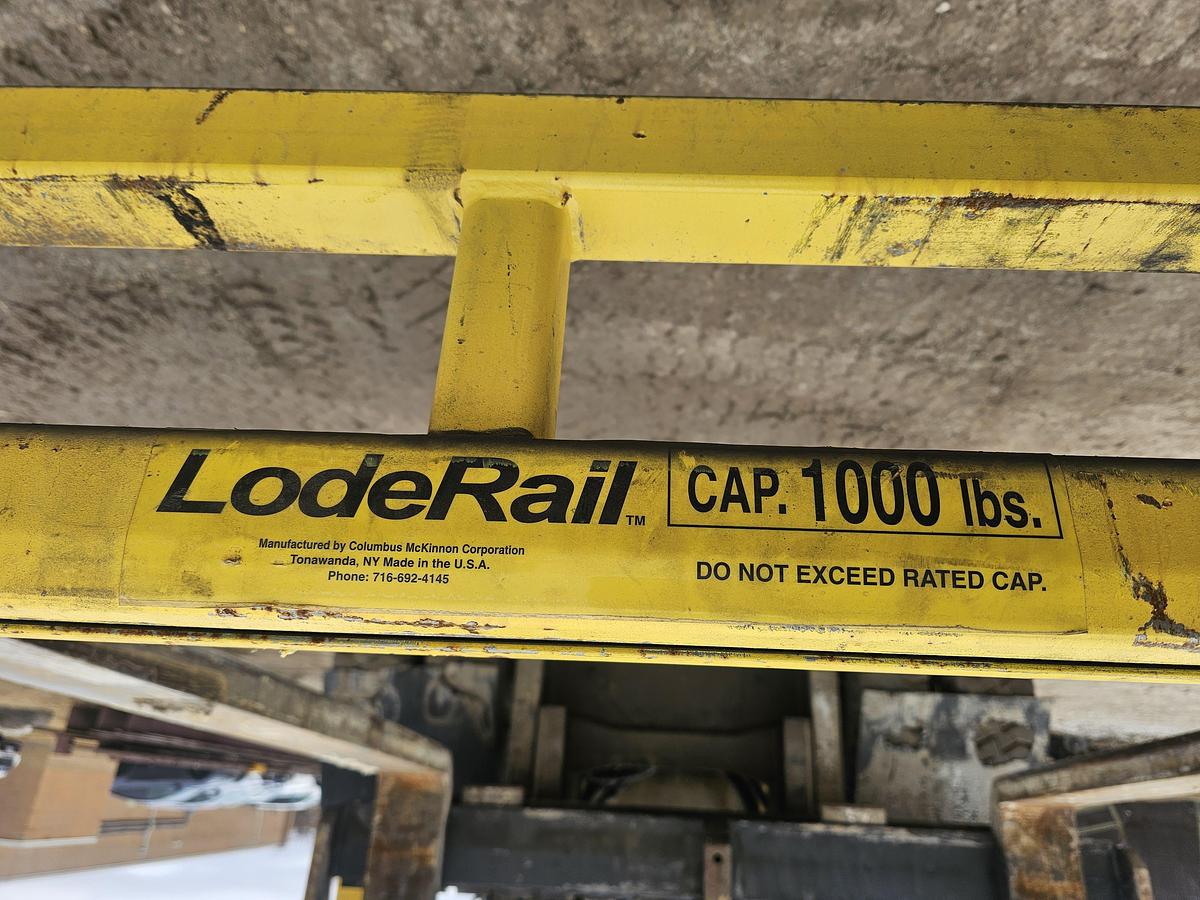 LodeRail™
CAP. 1000 lbs.
Manufactured by Columbus McKinnon Corporation
Tonawanda, NY Made in the U.S.A.
Phone: 716-692-4145
DO NOT EXCEED RATED CAP.